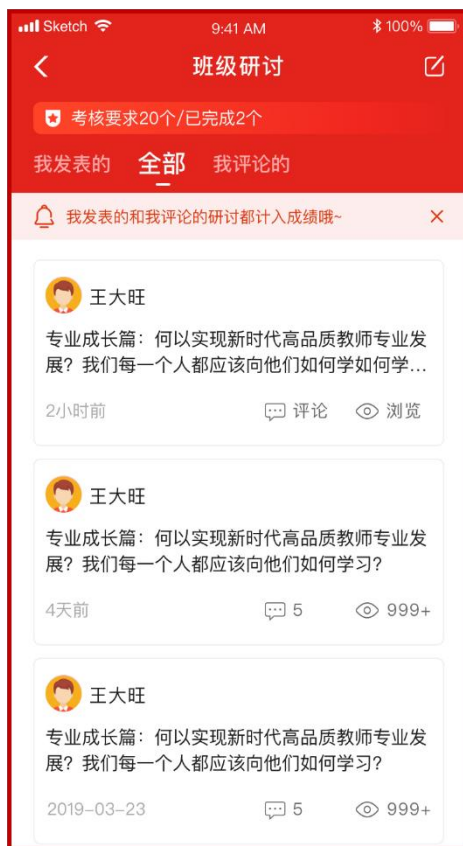 Sketch 9:41 AM 100%
班级研讨
考核要求20个/已完成2个
我发表的 全部 我评论的
我发表的和我评论的研讨都计入成绩哦~
王大旺
专业成长篇：何以实现新时代高品质教师专业发
展？我们每一个人都应该向他们如何学如何学...
2小时前 评论 浏览
王大旺
专业成长篇：何以实现新时代高品质教师专业发
展？我们每一个人都应该向他们如何学习？
4天前 5 999+
王大旺
专业成长篇：何以实现新时代高品质教师专业发
展？我们每一个人都应该向他们如何学习？
2019-03-23 5 999+